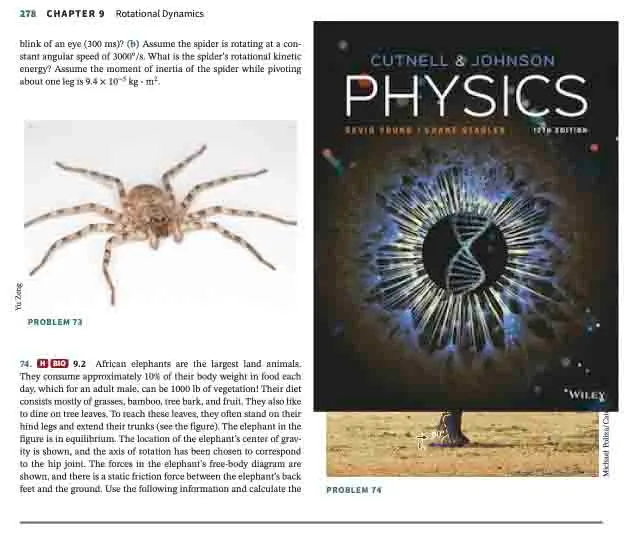 278 CHAPTER 9 Rotational Dynamics
blink of an eye (300 ms)? (b) Assume the spider is rotating at a con-
stant angular speed of 3000°/s. What is the spider's rotational kinetic
energy? Assume the moment of inertia of the spider while pivoting
about one leg is 9.4 × 10⁻⁵ kg · m².
Yu Zeng
PROBLEM 73
74. H BIO 9.2 African elephants are the largest land animals.
They consume approximately 10% of their body weight in food each
day, which for an adult male, can be 1000 lb of vegetation! Their diet
consists mostly of grasses, bamboo, tree bark, and fruit. They also like
to dine on tree leaves. To reach these leaves, they often stand on their
hind legs and extend their trunks (see the figure). The elephant in the
figure is in equilibrium. The location of the elephant's center of grav-
ity is shown, and the axis of rotation has been chosen to correspond
to the hip joint. The forces in the elephant's free-body diagram are
shown, and there is a static friction force between the elephant's back
feet and the ground. Use the following information and calculate the
CUTNELL & JOHNSON
PHYSICS
DAVID YOUNG | SHANE STADLER
12TH EDITION
WILEY
PROBLEM 74